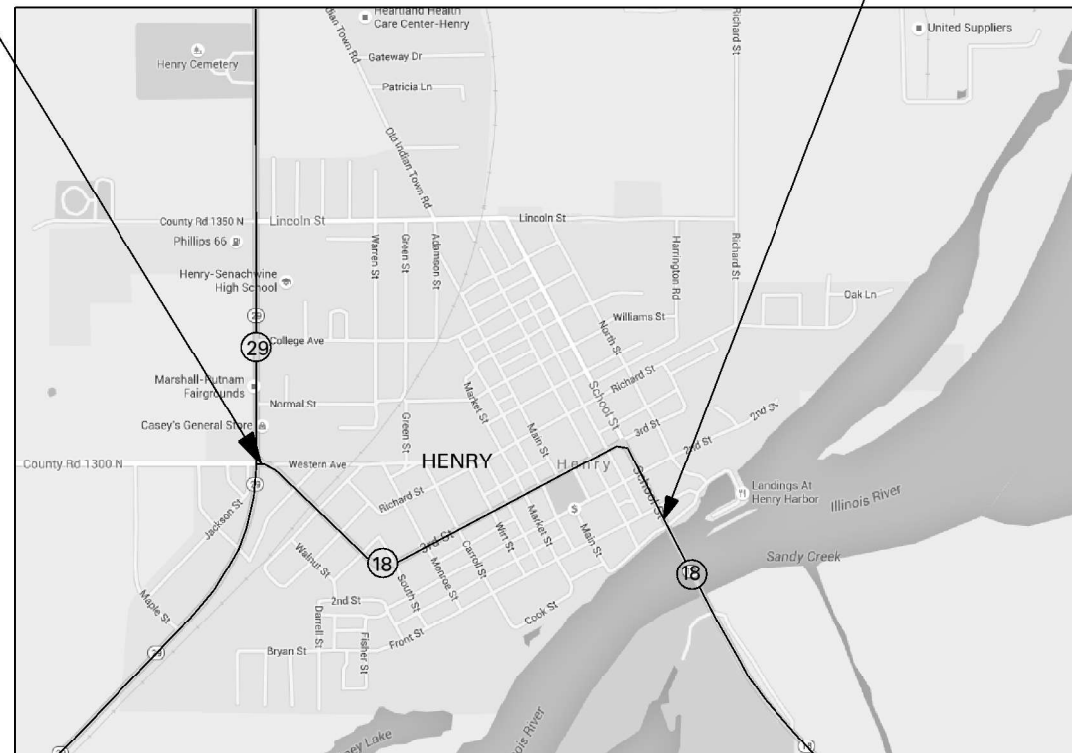 Heartland Health
Care Center-Henry
Richard St
United Suppliers
Henry Cemetery
Gateway Dr
Patricia Ln
Old Indian Town Rd
County Rd 1350 N
Lincoln St
Lincoln St
Phillips 66
Warren St
Green St
Adamson St
Harrington Rd
Richard St
Henry-Senachwine
High School
Oak Ln
29
29
College Ave
Williams St
North St
Marshall-Putnam
Fairgrounds
Richard St
Normal St
Market St
School St
2nd St
Casey's General Store
Green St
Main St
3rd St
2nd St
County Rd 1300 N
Western Ave
HENRY
Henry
29
School St
Landings At
Henry Harbor
Illinois River
Richard St
Jackson St
$
3rd St
Wirt St
Market St
Main St
Walnut St
18
Carroll St
Monroe St
South St
18
Sandy Creek
Maple St
2nd St
Darrell St
Fisher St
Front St
Cook St
29
Bryan St
18